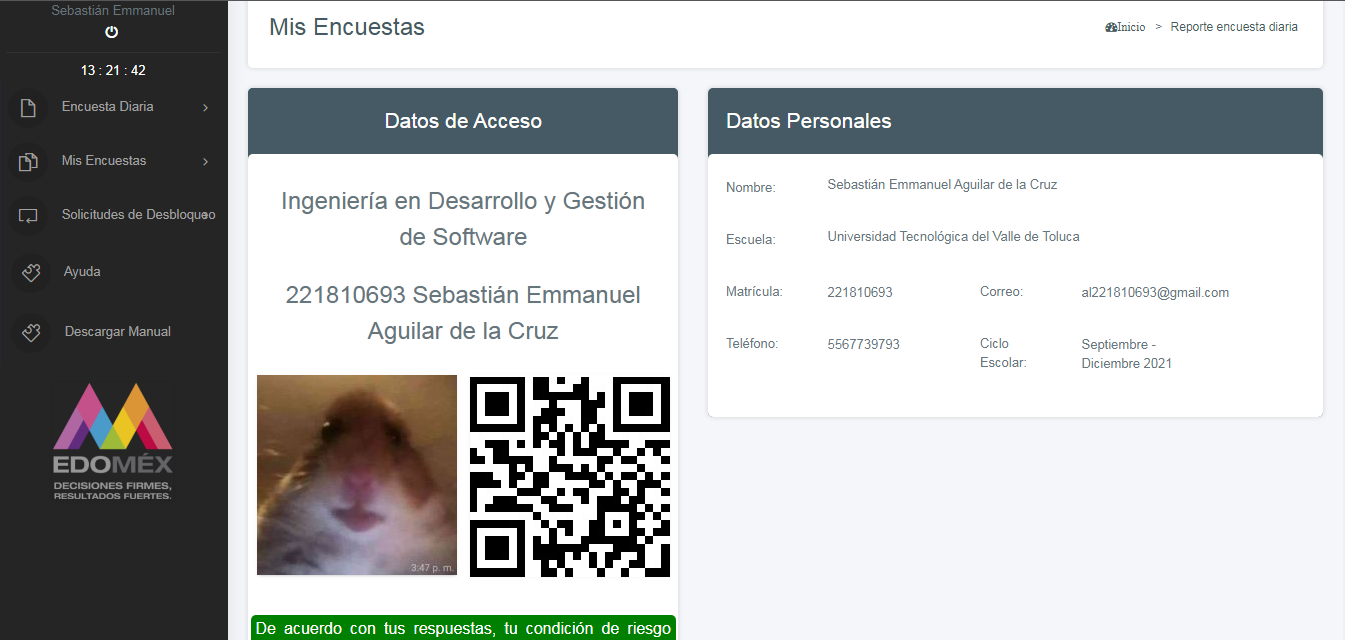 Sebastián Emmanuel
13 : 21 : 42
Encuesta Diaria
Mis Encuestas
Solicitudes de Desbloqueo
Ayuda
Descargar Manual
EDOMÉX
DECISIONES FIRMES,
RESULTADOS FUERTES.
Mis Encuestas
Inicio > Reporte encuesta diaria
Datos de Acceso
Ingeniería en Desarrollo y Gestión
de Software
221810693 Sebastián Emmanuel
Aguilar de la Cruz
3:47 p. m.
De acuerdo con tus respuestas, tu condición de riesgo
Datos Personales
Nombre: Sebastián Emmanuel Aguilar de la Cruz
Escuela: Universidad Tecnológica del Valle de Toluca
Matrícula: 221810693 Correo: al221810693@gmail.com
Teléfono: 5567739793 Ciclo Septiembre -
Escolar: Diciembre 2021